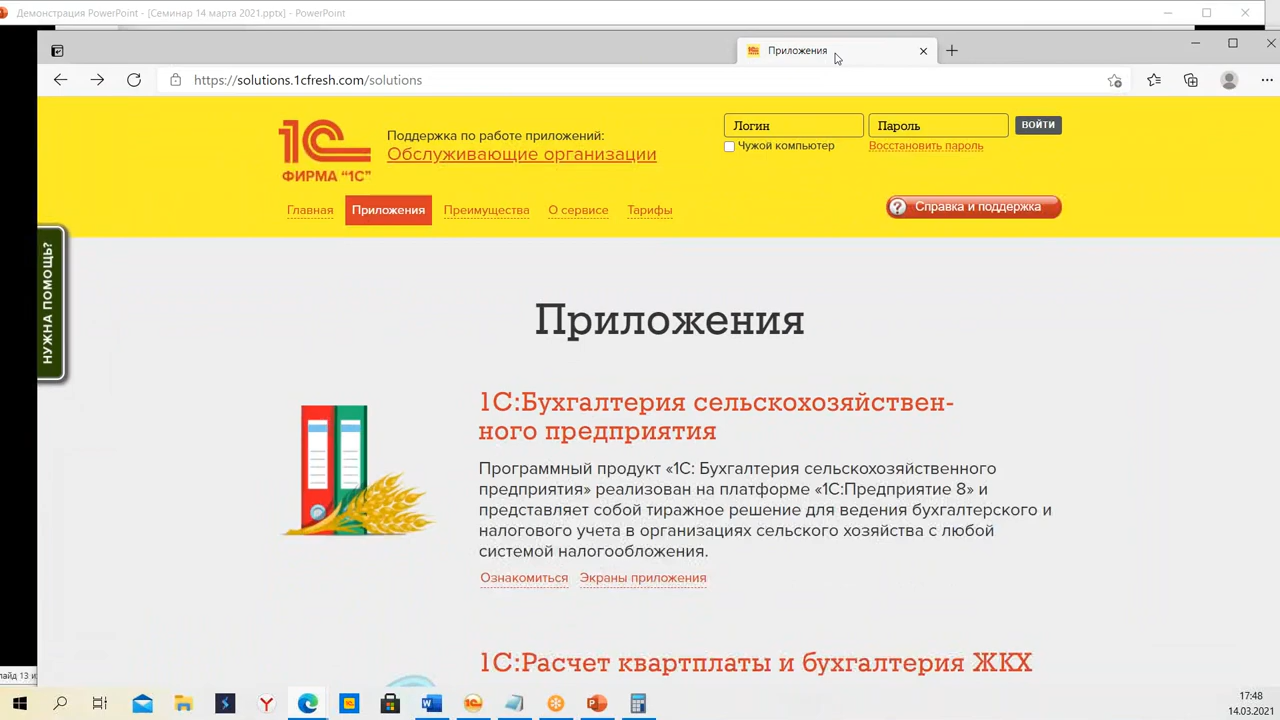 Демонстрация PowerPoint - [Семинар 14 марта 2021.pptx] - PowerPoint
Приложения
https://solutions.1cfresh.com/solutions
1С
ФИРМА “1С”
Поддержка по работе приложений:
Обслуживающие организации
Логин
Пароль
ВОЙТИ
Чужой компьютер
Восстановить пароль
Главная
Приложения
Преимущества
О сервисе
Тарифы
? Справка и поддержка
НУЖНА ПОМОЩЬ?
Приложения
1С:Бухгалтерия сельскохозяйствен-
ного предприятия
Программный продукт «1С: Бухгалтерия сельскохозяйственного
предприятия» реализован на платформе «1С:Предприятие 8» и
представляет собой тиражное решение для ведения бухгалтерского и
налогового учета в организациях сельского хозяйства с любой
системой налогообложения.
Ознакомиться
Экраны приложения
1С:Расчет квартплаты и бухгалтерия ЖКХ
лайд 13 и
17:48
14.03.2021